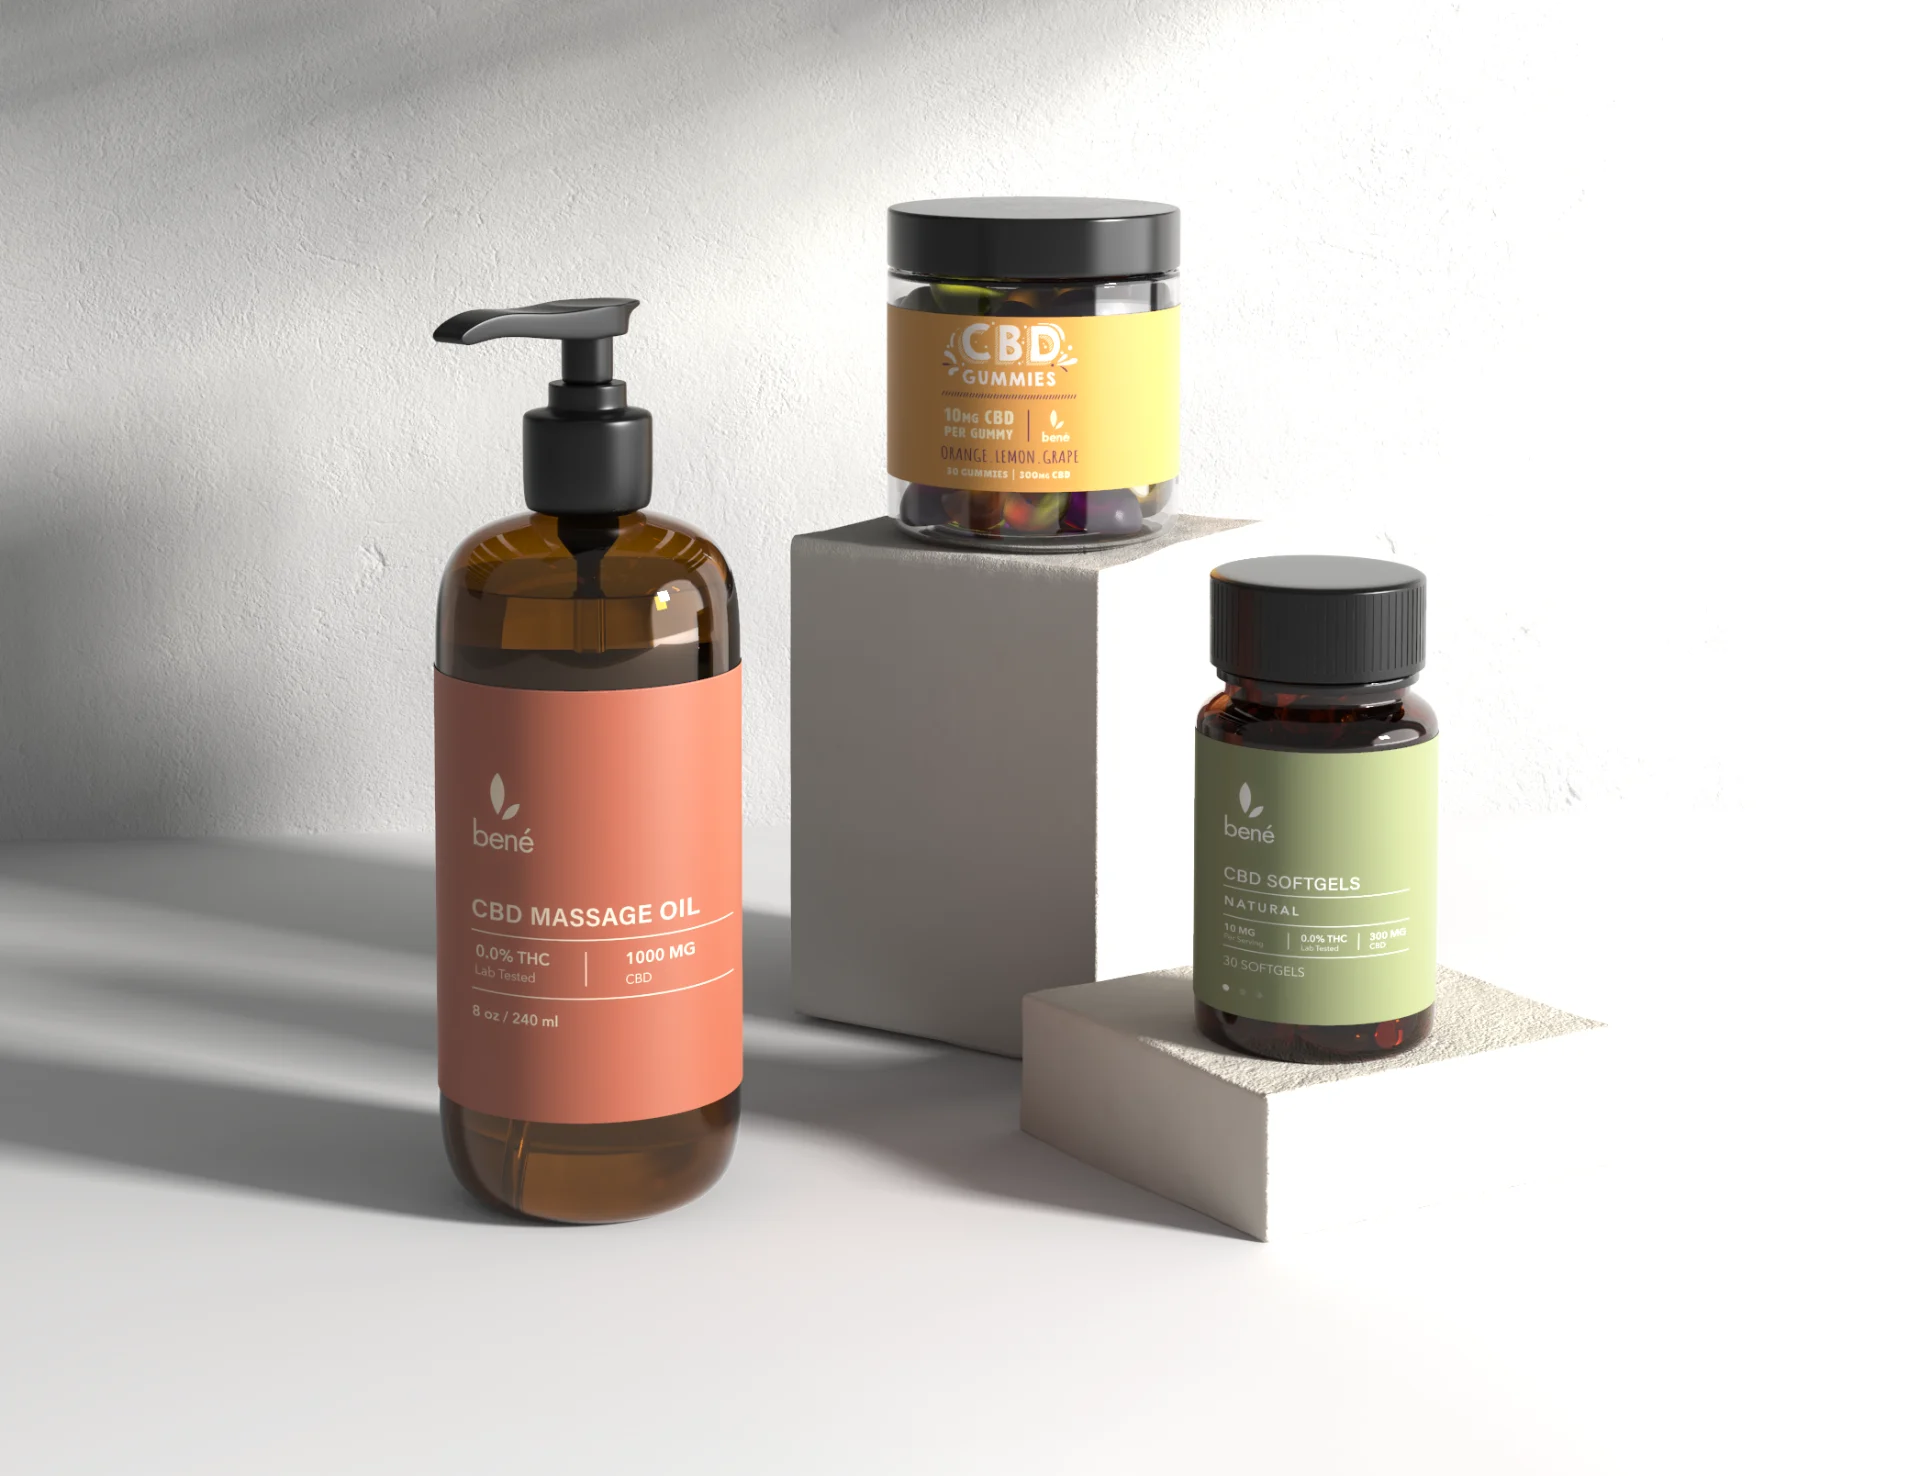 bené
CBD MASSAGE OIL
0.0% THC
Lab Tested
1000 MG
CBD
8 oz / 240 ml
CBD
GUMMIES
10MG CBD
PER GUMMY
bené
ORANGE.LEMON.GRAPE
30 GUMMIES | 300MG CBD
bené
CBD SOFTGELS
NATURAL
10 MG
Per Serving
0.0% THC
Lab Tested
300 MG
CBD
30 SOFTGELS